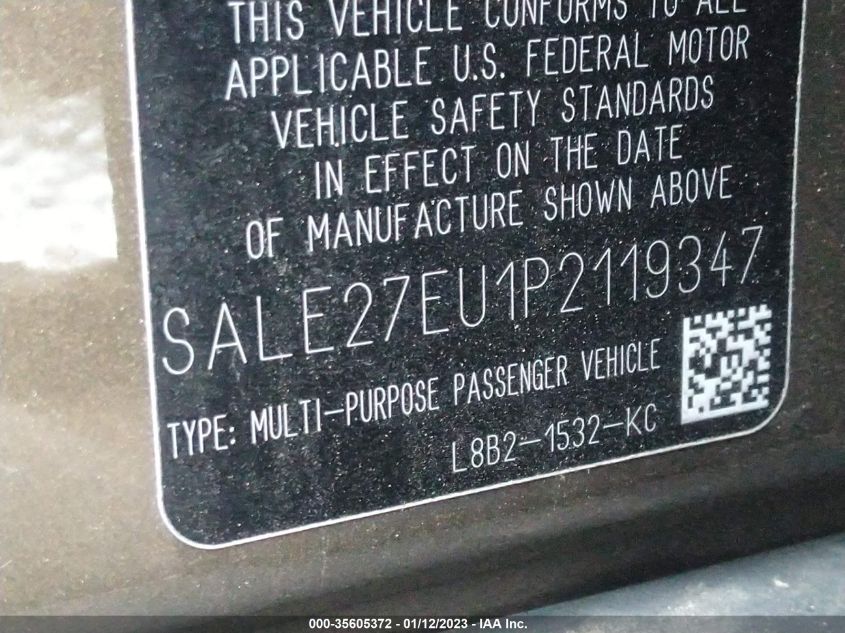 THIS VEHICLE CONFORMS TO ALL
APPLICABLE U.S. FEDERAL MOTOR
VEHICLE SAFETY STANDARDS
IN EFFECT ON THE DATE
OF MANUFACTURE SHOWN ABOVE
SALE27EU1P2119347
TYPE: MULTI-PURPOSE PASSENGER VEHICLE
L8B2-1532-KC
000-35605372 - 01/12/2023 - IAA Inc.